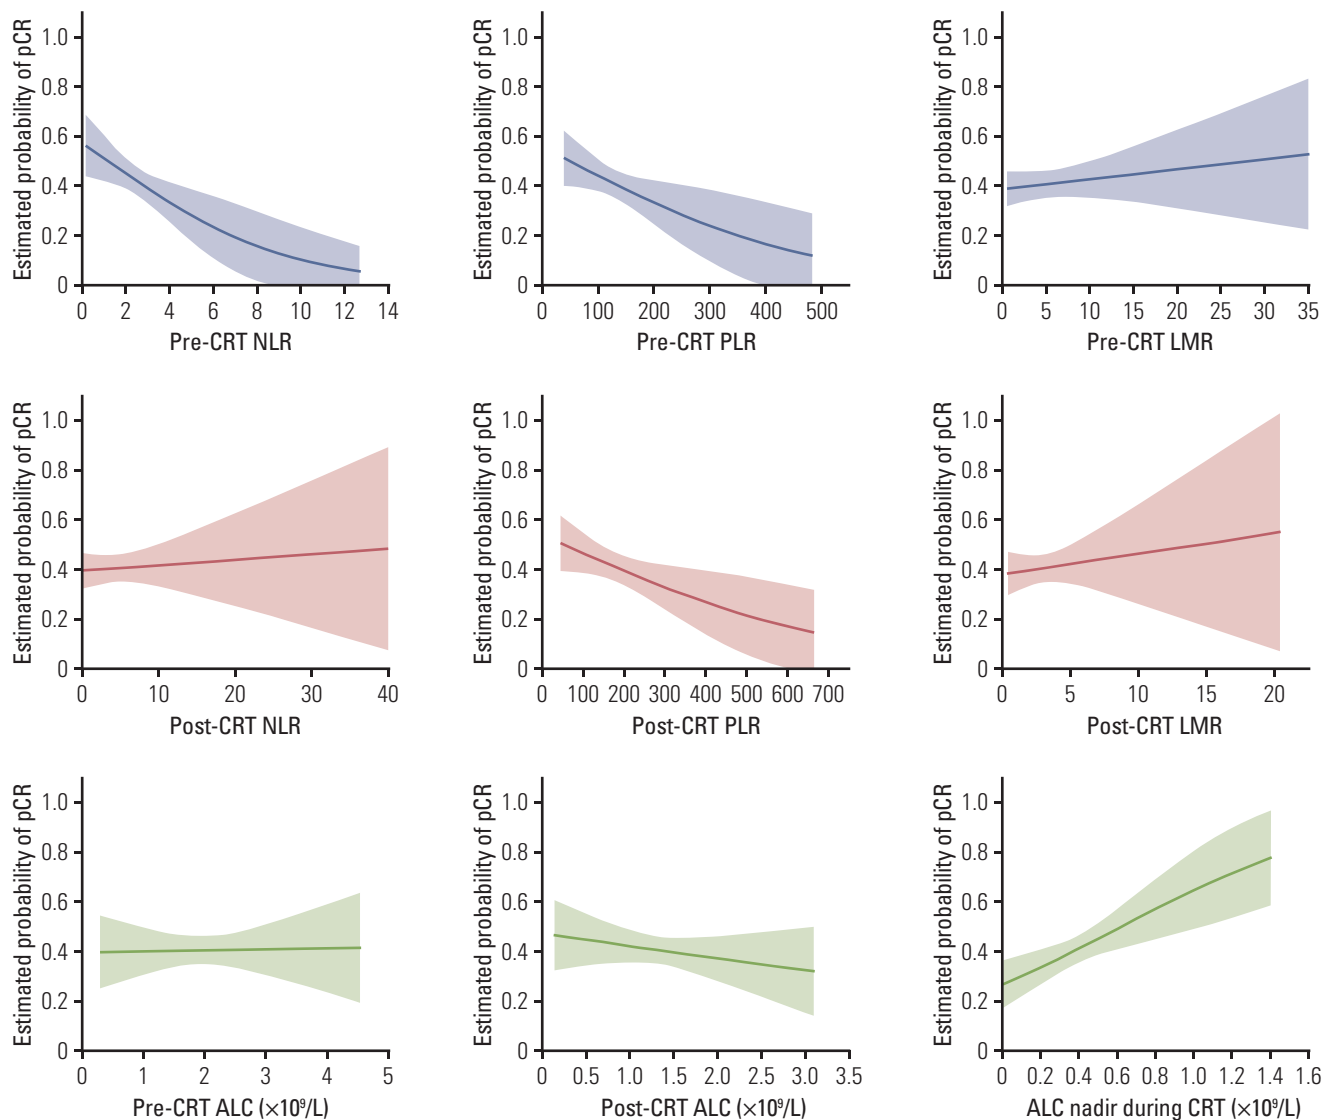 Estimated probability of pCR
1.0
0.8
0.6
0.4
0.2
0
0 2 4 6 8 10 12 14
Pre-CRT NLR
Estimated probability of pCR
1.0
0.8
0.6
0.4
0.2
0
0 100 200 300 400 500
Pre-CRT PLR
Estimated probability of pCR
1.0
0.8
0.6
0.4
0.2
0
0 5 10 15 20 25 30 35
Pre-CRT LMR
Estimated probability of pCR
1.0
0.8
0.6
0.4
0.2
0
0 10 20 30 40
Post-CRT NLR
Estimated probability of pCR
1.0
0.8
0.6
0.4
0.2
0
0 100 200 300 400 500 600 700
Post-CRT PLR
Estimated probability of pCR
1.0
0.8
0.6
0.4
0.2
0
0 5 10 15 20
Post-CRT LMR
Estimated probability of pCR
1.0
0.8
0.6
0.4
0.2
0
0 1 2 3 4 5
Pre-CRT ALC (×10⁹/L)
Estimated probability of pCR
1.0
0.8
0.6
0.4
0.2
0
0 0.5 1.0 1.5 2.0 2.5 3.0 3.5
Post-CRT ALC (×10⁹/L)
Estimated probability of pCR
1.0
0.8
0.6
0.4
0.2
0
0 0.2 0.4 0.6 0.8 1.0 1.2 1.4 1.6
ALC nadir during CRT (×10⁹/L)